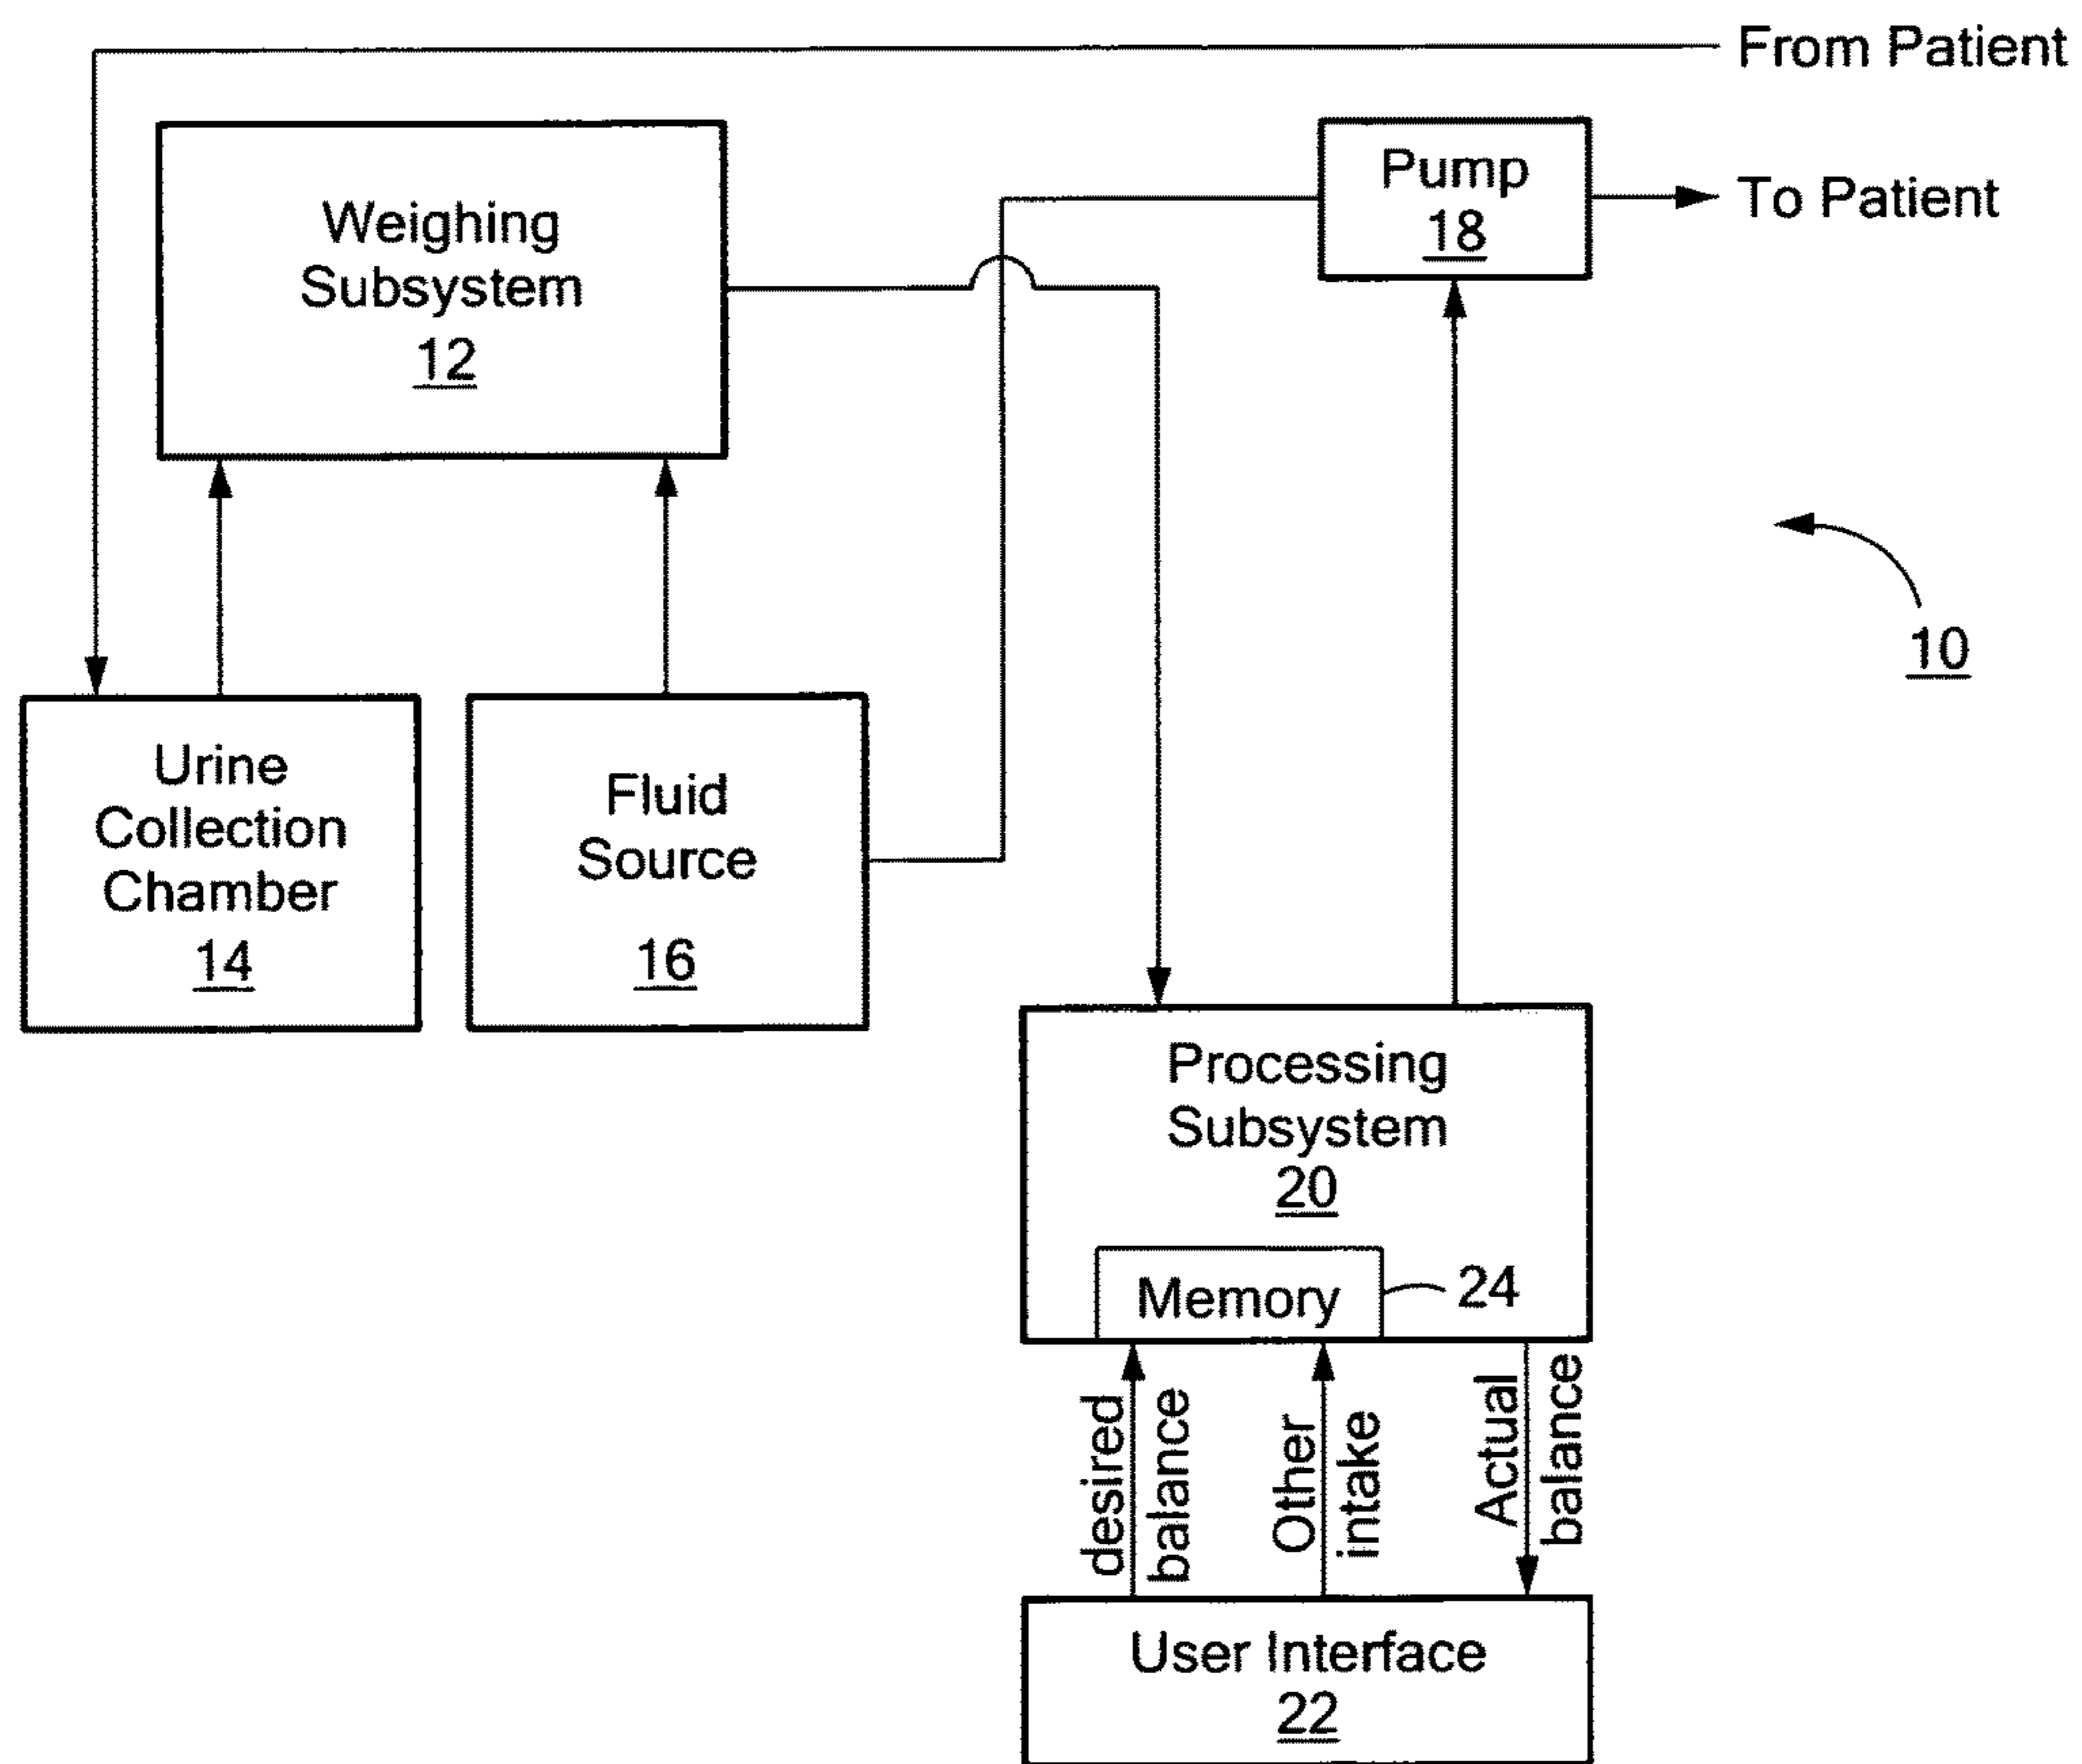 From Patient
Weighing
Subsystem
12
Pump
18
To Patient
10
Urine
Collection
Chamber
14
Fluid
Source
16
Processing
Subsystem
20
Memory
24
desired
balance
Other
intake
Actual
balance
User Interface
22